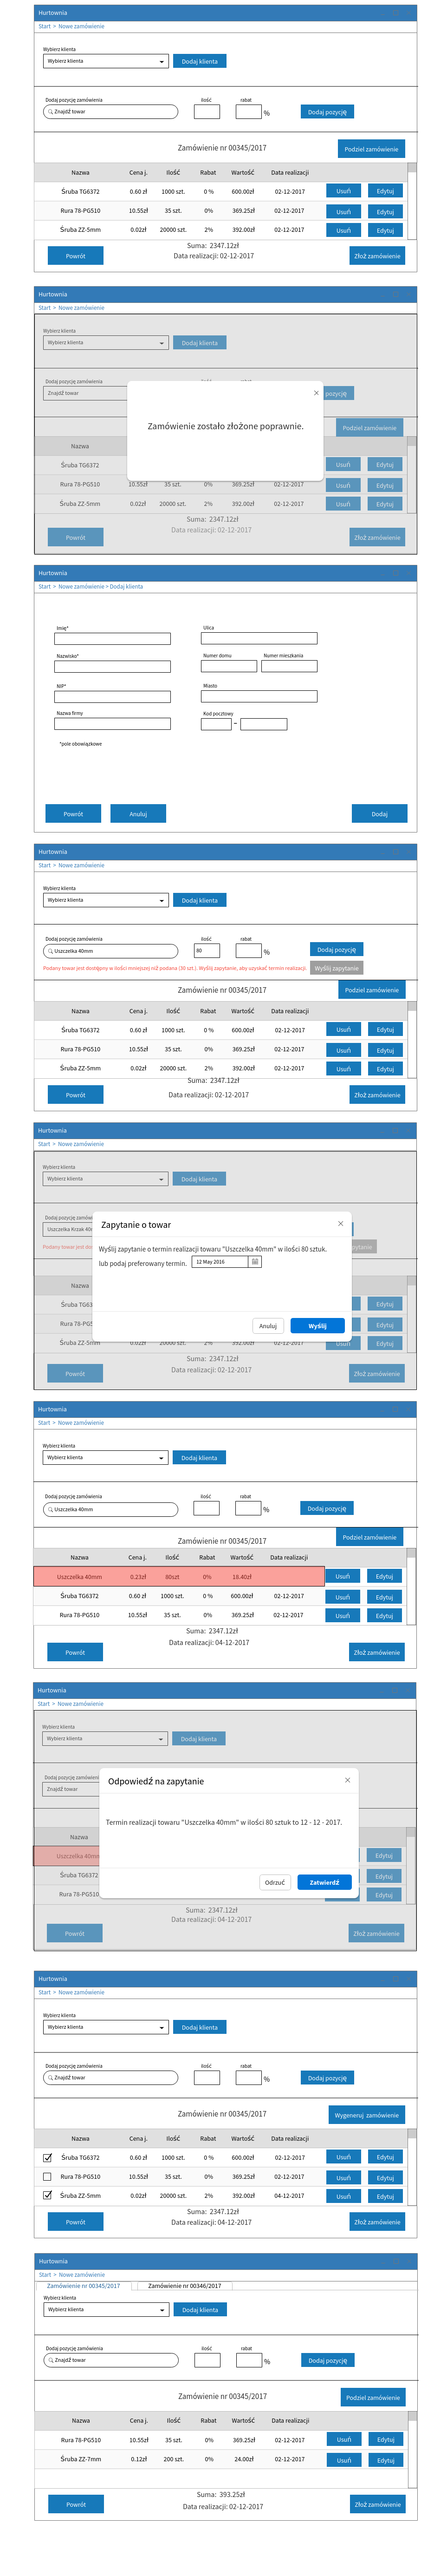 Hurtownia
Start > Nowe zamówienie
Wybierz klienta
Wybierz klienta
Dodaj klienta
Dodaj pozycję zamówienia ilość rabat
Znajdź towar % Dodaj pozycję
Zamówienie nr 00345/2017 Podziel zamówienie
Nazwa Cena j. Ilość Rabat Wartość Data realizacji
Śruba TG6372 0.60 zł 1000 szt. 0 % 600.00zł 02-12-2017 Usuń Edytuj
Rura 78-PG510 10.55zł 35 szt. 0% 369.25zł 02-12-2017 Usuń Edytuj
Śruba ZZ-5mm 0.02zł 20000 szt. 2% 392.00zł 02-12-2017 Usuń Edytuj
Suma: 2347.12zł
Powrót Data realizacji: 02-12-2017 Złoż zamówienie
Hurtownia
Start > Nowe zamówienie
Wybierz klienta
Wybierz klienta
Dodaj klienta
Dodaj pozycję zamówienia
Znajdź towar pozycję
Zamówienie zostało złożone poprawnie.
Podziel zamówienie
Nazwa
Śruba TG6372 Usuń Edytuj
Rura 78-PG510 10.55zł 35 szt. 0% 369.25zł 02-12-2017 Usuń Edytuj
Śruba ZZ-5mm 0.02zł 20000 szt. 2% 392.00zł 02-12-2017 Usuń Edytuj
Suma: 2347.12zł
Data realizacji: 02-12-2017
Powrót Złoż zamówienie
Hurtownia
Start > Nowe zamówienie > Dodaj klienta
Imię* Ulica
Nazwisko* Numer domu Numer mieszkania
NIP* Miasto
Nazwa firmy Kod pocztowy
–
*pole obowiązkowe
Powrót Anuluj Dodaj
Hurtownia
Start > Nowe zamówienie
Wybierz klienta
Wybierz klienta
Dodaj klienta
Dodaj pozycję zamówienia ilość rabat
Uszczelka 40mm 80 % Dodaj pozycję
Podany towar jest dostępny w ilości mniejszej niż podana (30 szt.). Wyślij zapytanie, aby uzyskać termin realizacji. Wyślij zapytanie
Zamówienie nr 00345/2017 Podziel zamówienie
Nazwa Cena j. Ilość Rabat Wartość Data realizacji
Śruba TG6372 0.60 zł 1000 szt. 0 % 600.00zł 02-12-2017 Usuń Edytuj
Rura 78-PG510 10.55zł 35 szt. 0% 369.25zł 02-12-2017 Usuń Edytuj
Śruba ZZ-5mm 0.02zł 20000 szt. 2% 392.00zł 02-12-2017 Usuń Edytuj
Suma: 2347.12zł
Powrót Data realizacji: 02-12-2017 Złoż zamówienie
Hurtownia
Start > Nowe zamówienie
Wybierz klienta
Wybierz klienta
Dodaj klienta
Dodaj pozycję
Zapytanie o towar
Wyślij zapytanie o termin realizacji towaru "Uszczelka 40mm" w ilości 80 sztuk.
lub podaj preferowany termin. 12 May 2016
Nazwa
Edytuj
Edytuj
Anuluj Wyślij
Śruba ZZ-5mm 0.02zł 20000 szt. 2% 392.00zł 02-12-2017 Usuń Edytuj
Suma: 2347.12zł
Data realizacji: 02-12-2017
Powrót Złoż zamówienie
Hurtownia
Start > Nowe zamówienie
Wybierz klienta
Wybierz klienta
Dodaj klienta
Dodaj pozycję zamówienia ilość rabat
Uszczelka 40mm % Dodaj pozycję
Zamówienie nr 00345/2017 Podziel zamówienie
Nazwa Cena j. Ilość Rabat Wartość Data realizacji
Uszczelka 40mm 0.23zł 80szt 0% 18.40zł Usuń Edytuj
Śruba TG6372 0.60 zł 1000 szt. 0 % 600.00zł 02-12-2017 Usuń Edytuj
Rura 78-PG510 10.55zł 35 szt. 0% 369.25zł 02-12-2017 Usuń Edytuj
Suma: 2347.12zł
Data realizacji: 04-12-2017
Powrót Złoż zamówienie
Hurtownia
Start > Nowe zamówienie
Wybierz klienta
Wybierz klienta
Dodaj klienta
Dodaj pozycję zamówieni
Znajdź towar
Odpowiedź na zapytanie
Termin realizacji towaru "Uszczelka 40mm" w ilości 80 sztuk to 12 - 12 - 2017.
Nazwa
Uszczelka 40mm Edytuj
Śruba TG6372 Edytuj
Odrzuć Zatwierdź
Rura 78-PG510 Edytuj
Suma: 2347.12zł
Data realizacji: 04-12-2017
Powrót Złoż zamówienie
Hurtownia
Start > Nowe zamówienie
Wybierz klienta
Wybierz klienta
Dodaj klienta
Dodaj pozycję zamówienia ilość rabat
Znajdź towar % Dodaj pozycję
Zamówienie nr 00345/2017 Wygeneruj zamówienie
Nazwa Cena j. Ilość Rabat Wartość Data realizacji
Śruba TG6372 0.60 zł 1000 szt. 0 % 600.00zł 02-12-2017 Usuń Edytuj
Rura 78-PG510 10.55zł 35 szt. 0% 369.25zł 02-12-2017 Usuń Edytuj
Śruba ZZ-5mm 0.02zł 20000 szt. 2% 392.00zł 04-12-2017 Usuń Edytuj
Suma: 2347.12zł
Powrót Data realizacji: 04-12-2017 Złoż zamówienie
Hurtownia
Start > Nowe zamówienie
Zamówienie nr 00345/2017 Zamówienie nr 00346/2017
Wybierz klienta
Wybierz klienta
Dodaj klienta
Dodaj pozycję zamówienia ilość rabat
Znajdź towar % Dodaj pozycję
Zamówienie nr 00345/2017 Podziel zamówienie
Nazwa Cena j. Ilość Rabat Wartość Data realizacji
Rura 78-PG510 10.55zł 35 szt. 0% 369.25zł 02-12-2017 Usuń Edytuj
Śruba ZZ-7mm 0.12zł 200 szt. 0% 24.00zł 02-12-2017 Usuń Edytuj
Suma: 393.25zł
Powrót Data realizacji: 02-12-2017 Złoż zamówienie